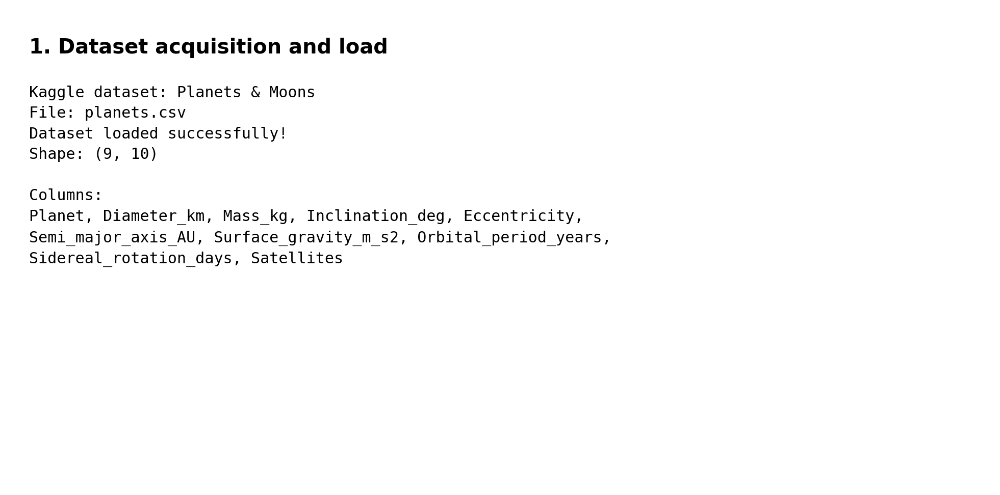 1. Dataset acquisition and load
Kaggle dataset: Planets & Moons
File: planets.csv
Dataset loaded successfully!
Shape: (9, 10)
Columns:
Planet, Diameter_km, Mass_kg, Inclination_deg, Eccentricity,
Semi_major_axis_AU, Surface_gravity_m_s2, Orbital_period_years,
Sidereal_rotation_days, Satellites